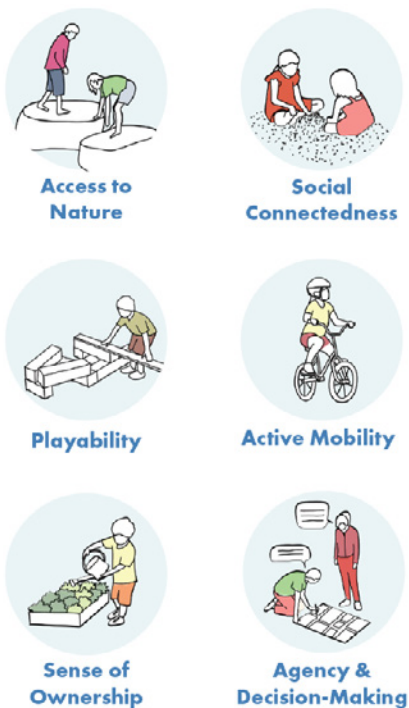 Access to
Nature
Social
Connectedness
Playability
Active Mobility
Sense of
Ownership
Agency &
Decision-Making